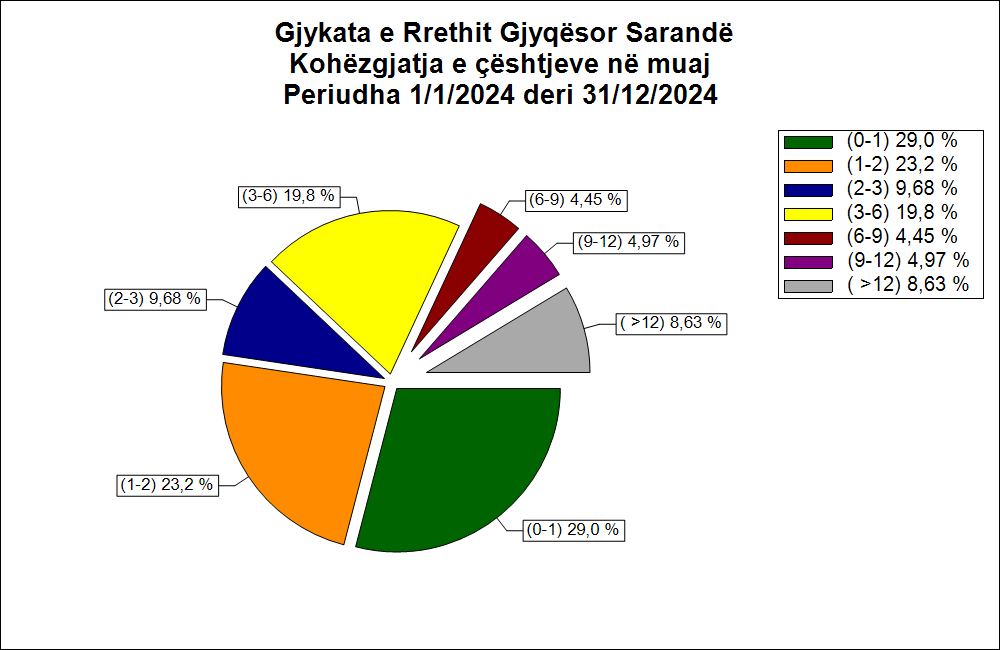 Gjykata e Rrethit Gjyqësor Sarandë
Kohëzgjatja e çështjeve në muaj
Periudha 1/1/2024 deri 31/12/2024
(0-1) 29,0 %
(1-2) 23,2 %
(2-3) 9,68 %
(3-6) 19,8 %
(6-9) 4,45 %
(9-12) 4,97 %
( >12) 8,63 %
(3-6) 19,8 %
(6-9) 4,45 %
(9-12) 4,97 %
(2-3) 9,68 %
( >12) 8,63 %
(1-2) 23,2 %
(0-1) 29,0 %